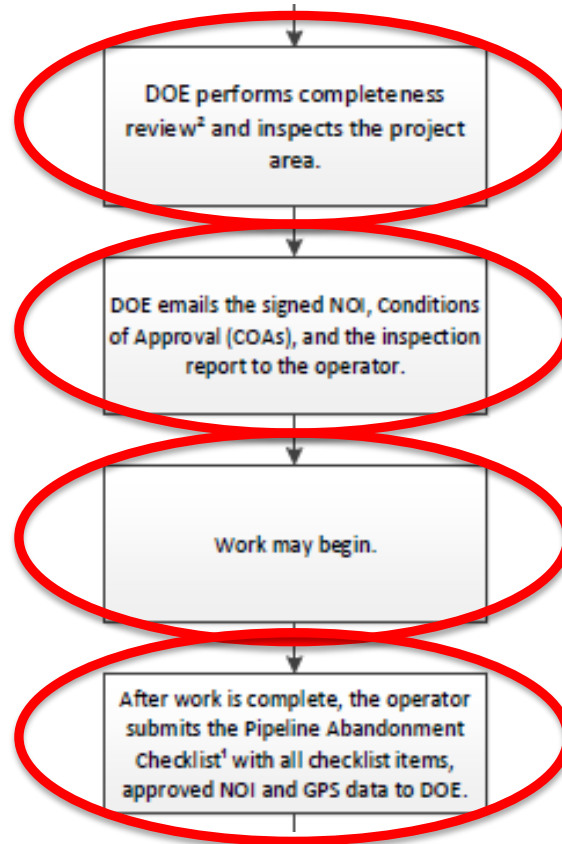 DOE performs completeness
review² and inspects the project
area.
DOE emails the signed NOI, Conditions
of Approval (COAs), and the inspection
report to the operator.
Work may begin.
After work is complete, the operator
submits the Pipeline Abandonment
Checklist¹ with all checklist items,
approved NOI and GPS data to DOE.